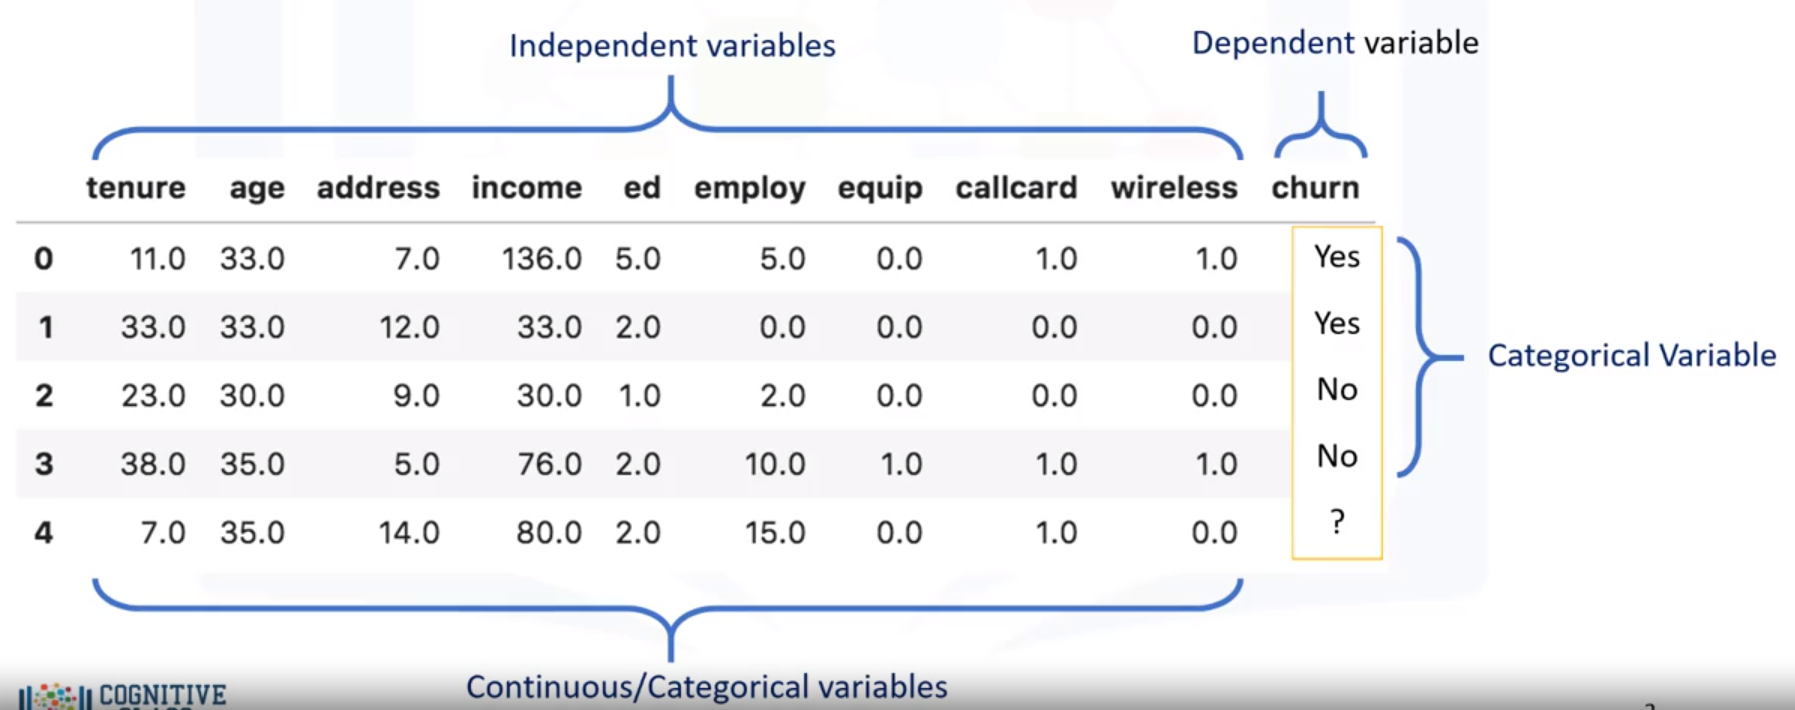 Independent variables
Dependent variable
tenure age address income ed employ equip callcard wireless churn
0 11.0 33.0 7.0 136.0 5.0 5.0 0.0 1.0 1.0 Yes
1 33.0 33.0 12.0 33.0 2.0 0.0 0.0 0.0 0.0 Yes
2 23.0 30.0 9.0 30.0 1.0 2.0 0.0 0.0 0.0 No
3 38.0 35.0 5.0 76.0 2.0 10.0 1.0 1.0 1.0 No
4 7.0 35.0 14.0 80.0 2.0 15.0 0.0 1.0 0.0 ?
Categorical Variable
Continuous/Categorical variables
COGNITIVE